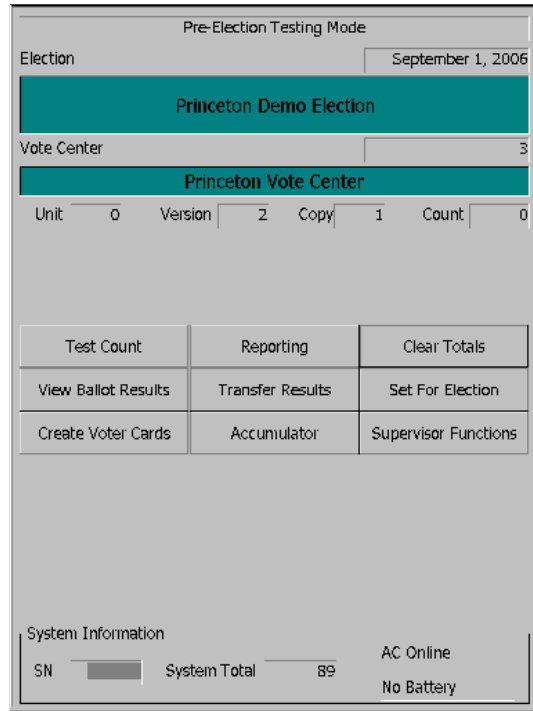 Pre-Election Testing Mode
Election September 1, 2006
Princeton Demo Election
Vote Center 3
Princeton Vote Center
Unit 0 Version 2 Copy 1 Count 0
Test Count Reporting Clear Totals
View Ballot Results Transfer Results Set For Election
Create Voter Cards Accumulator Supervisor Functions
System Information
AC Online
SN System Total 89
No Battery